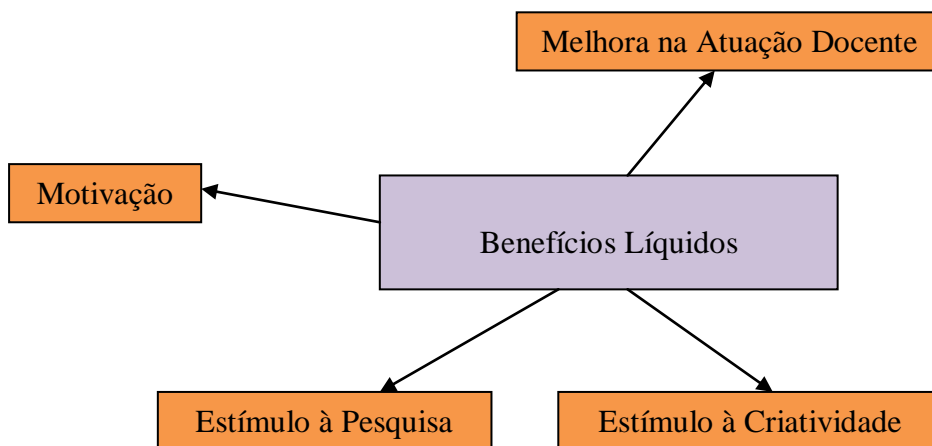 Melhora na Atuação Docente
Motivação
Benefícios Líquidos
Estímulo à Pesquisa
Estímulo à Criatividade